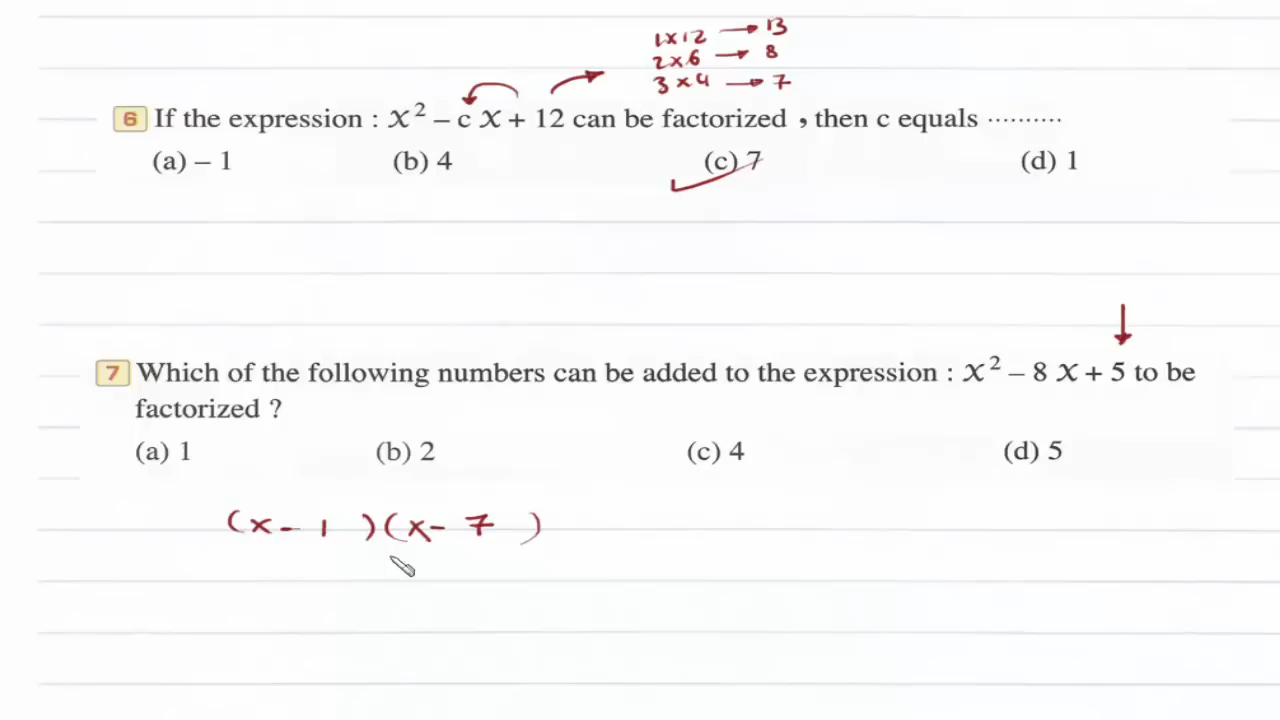 1×12 → 13
2×6 → 8
3×4 → 7
6 If the expression : x² – c x + 12 can be factorized , then c equals ··········
(a) – 1 (b) 4 (c) 7 (d) 1
7 Which of the following numbers can be added to the expression : x² – 8 x + 5 to be
factorized ?
(a) 1 (b) 2 (c) 4 (d) 5
(x – 1 )(x – 7 )